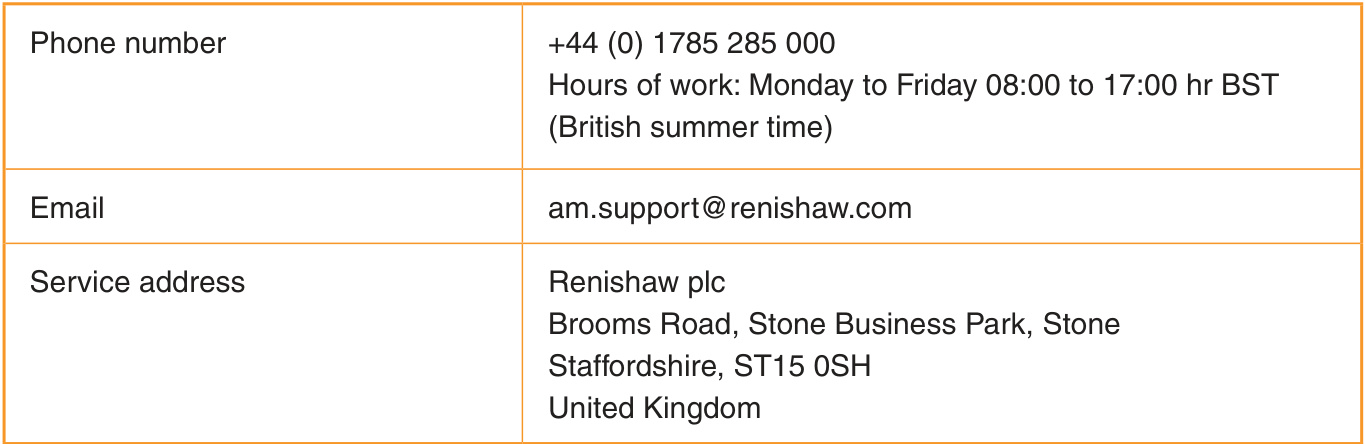 Phone number
+44 (0) 1785 285 000
Hours of work: Monday to Friday 08:00 to 17:00 hr BST
(British summer time)
Email
am.support@renishaw.com
Service address
Renishaw plc
Brooms Road, Stone Business Park, Stone
Staffordshire, ST15 0SH
United Kingdom